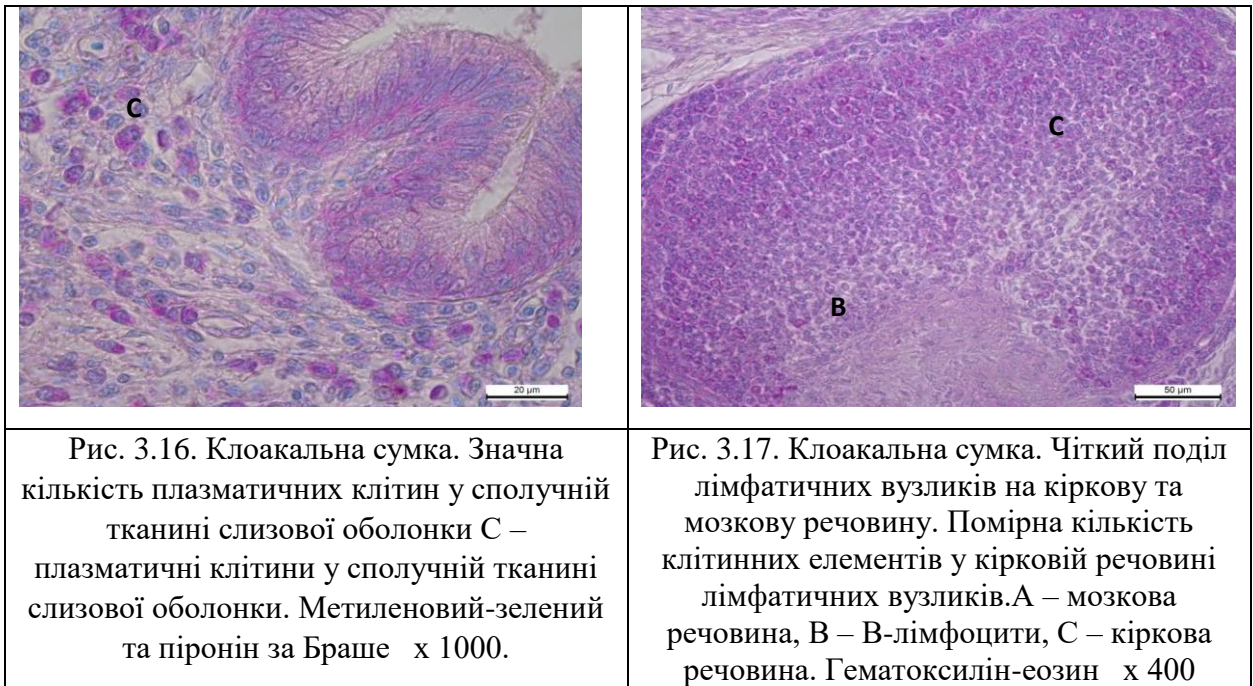 C
20 µm
C
B
50 µm
Рис. 3.16. Клоакальна сумка. Значна
кількість плазматичних клітин у сполучній
тканині слизової оболонки С –
плазматичні клітини у сполучній тканині
слизової оболонки. Метиленовий-зелений
та піронін за Браше   х 1000.
Рис. 3.17. Клоакальна сумка. Чіткий поділ
лімфатичних вузликів на кіркову та
мозкову речовину. Помірна кількість
клітинних елементів у кірковій речовині
лімфатичних вузликів.А – мозкова
речовина, В – В-лімфоцити, С – кіркова
речовина. Гематоксилін-еозин   х 400